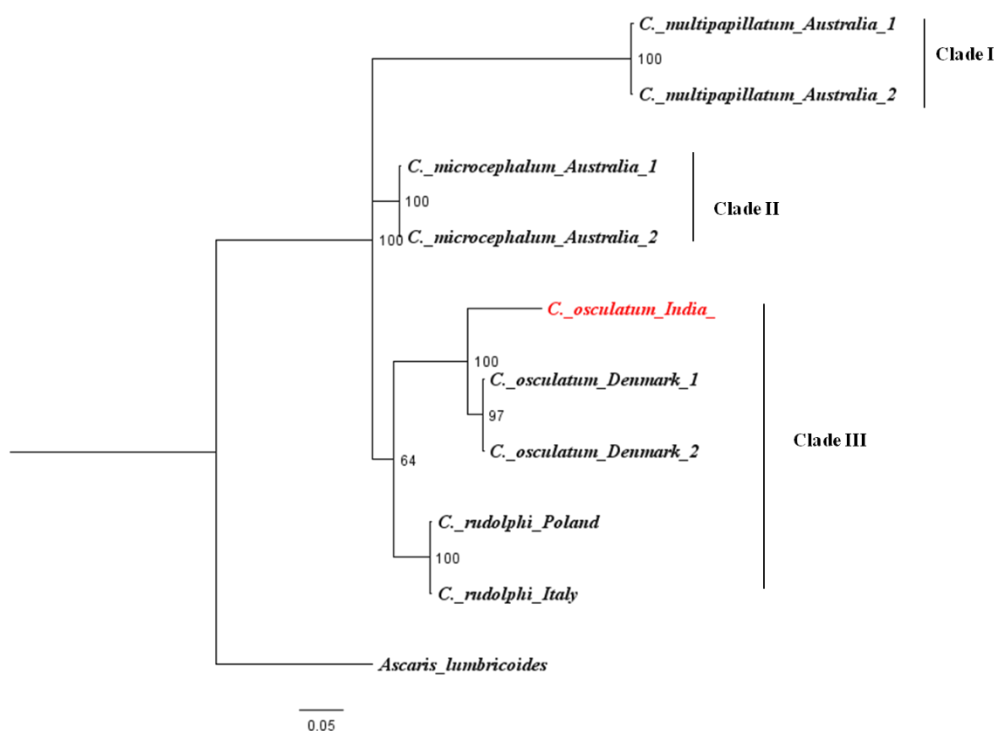 C._multipapillatum_Australia_1
Clade I
100
C._multipapillatum_Australia_2
C._microcephalum_Australia_1
100
Clade II
100
C._microcephalum_Australia_2
C._osculatum_India_
100
C._osculatum_Denmark_1
97
Clade III
C._osculatum_Denmark_2
64
C._rudolphi_Poland
100
C._rudolphi_Italy
Ascaris_lumbricoides
0.05